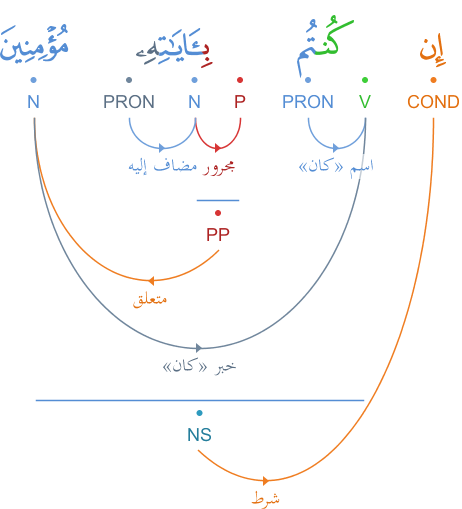 إِن كُنتُم بِـَٔايَـٰتِهِۦ مُؤْمِنِينَ
COND V PRON P N PRON N
اسم «كان» مجرور مضاف إليه
PP
متعلق
خبر «كان»
NS
شرط